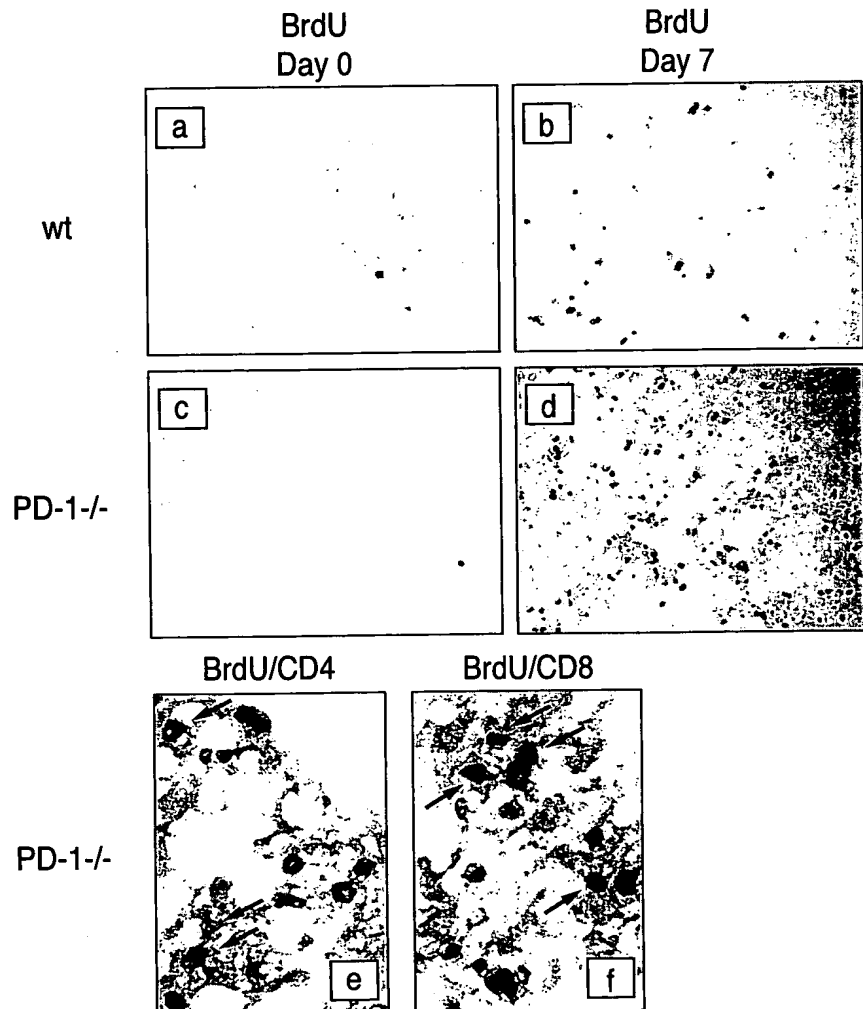 BrdU
Day 0
BrdU
Day 7
wt
a
b
PD-1-/-
c
d
BrdU/CD4
BrdU/CD8
PD-1-/-
e
f